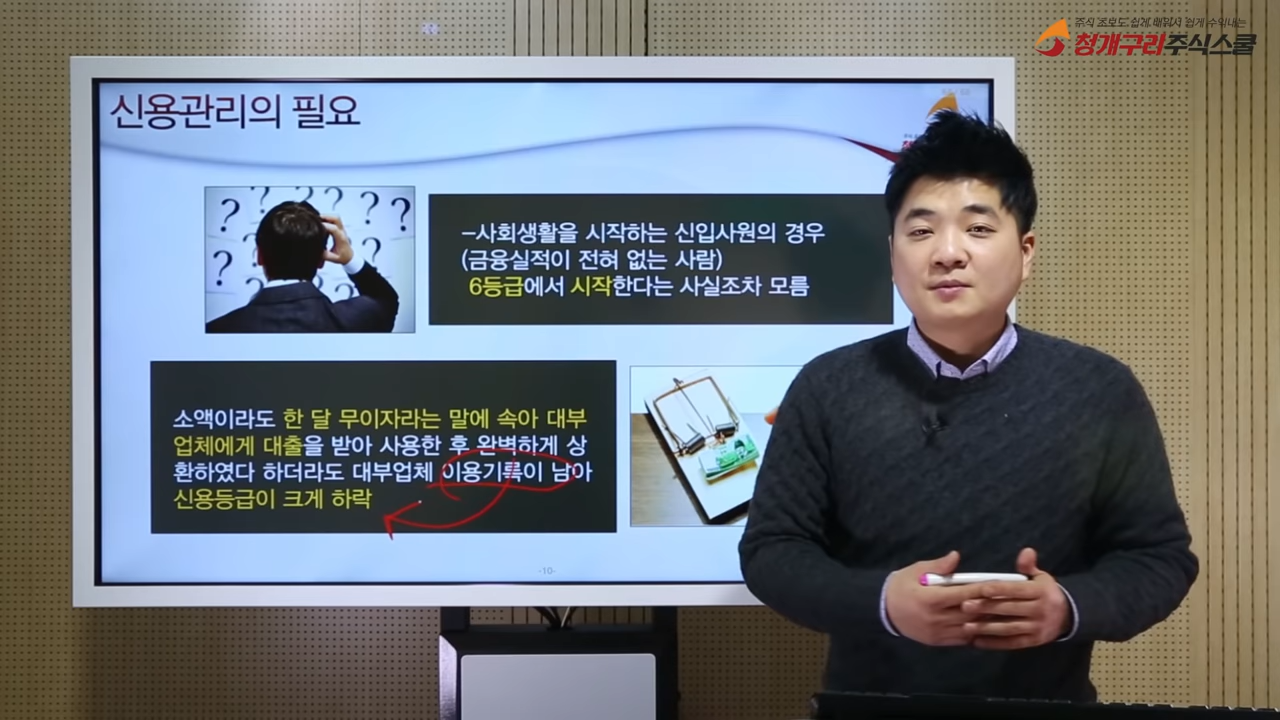 주식 초보도 쉽게 배워서 쉽게 수익내는
청개구리주식스쿨
신용관리의 필요
-사회생활을 시작하는 신입사원의 경우
(금융실적이 전혀 없는 사람)
6등급에서 시작한다는 사실조차 모름
소액이라도 한 달 무이자라는 말에 속아 대부
업체에게 대출을 받아 사용한 후 완벽하게 상
환하였다 하더라도 대부업체 이용기록이 남아
신용등급이 크게 하락
-10-